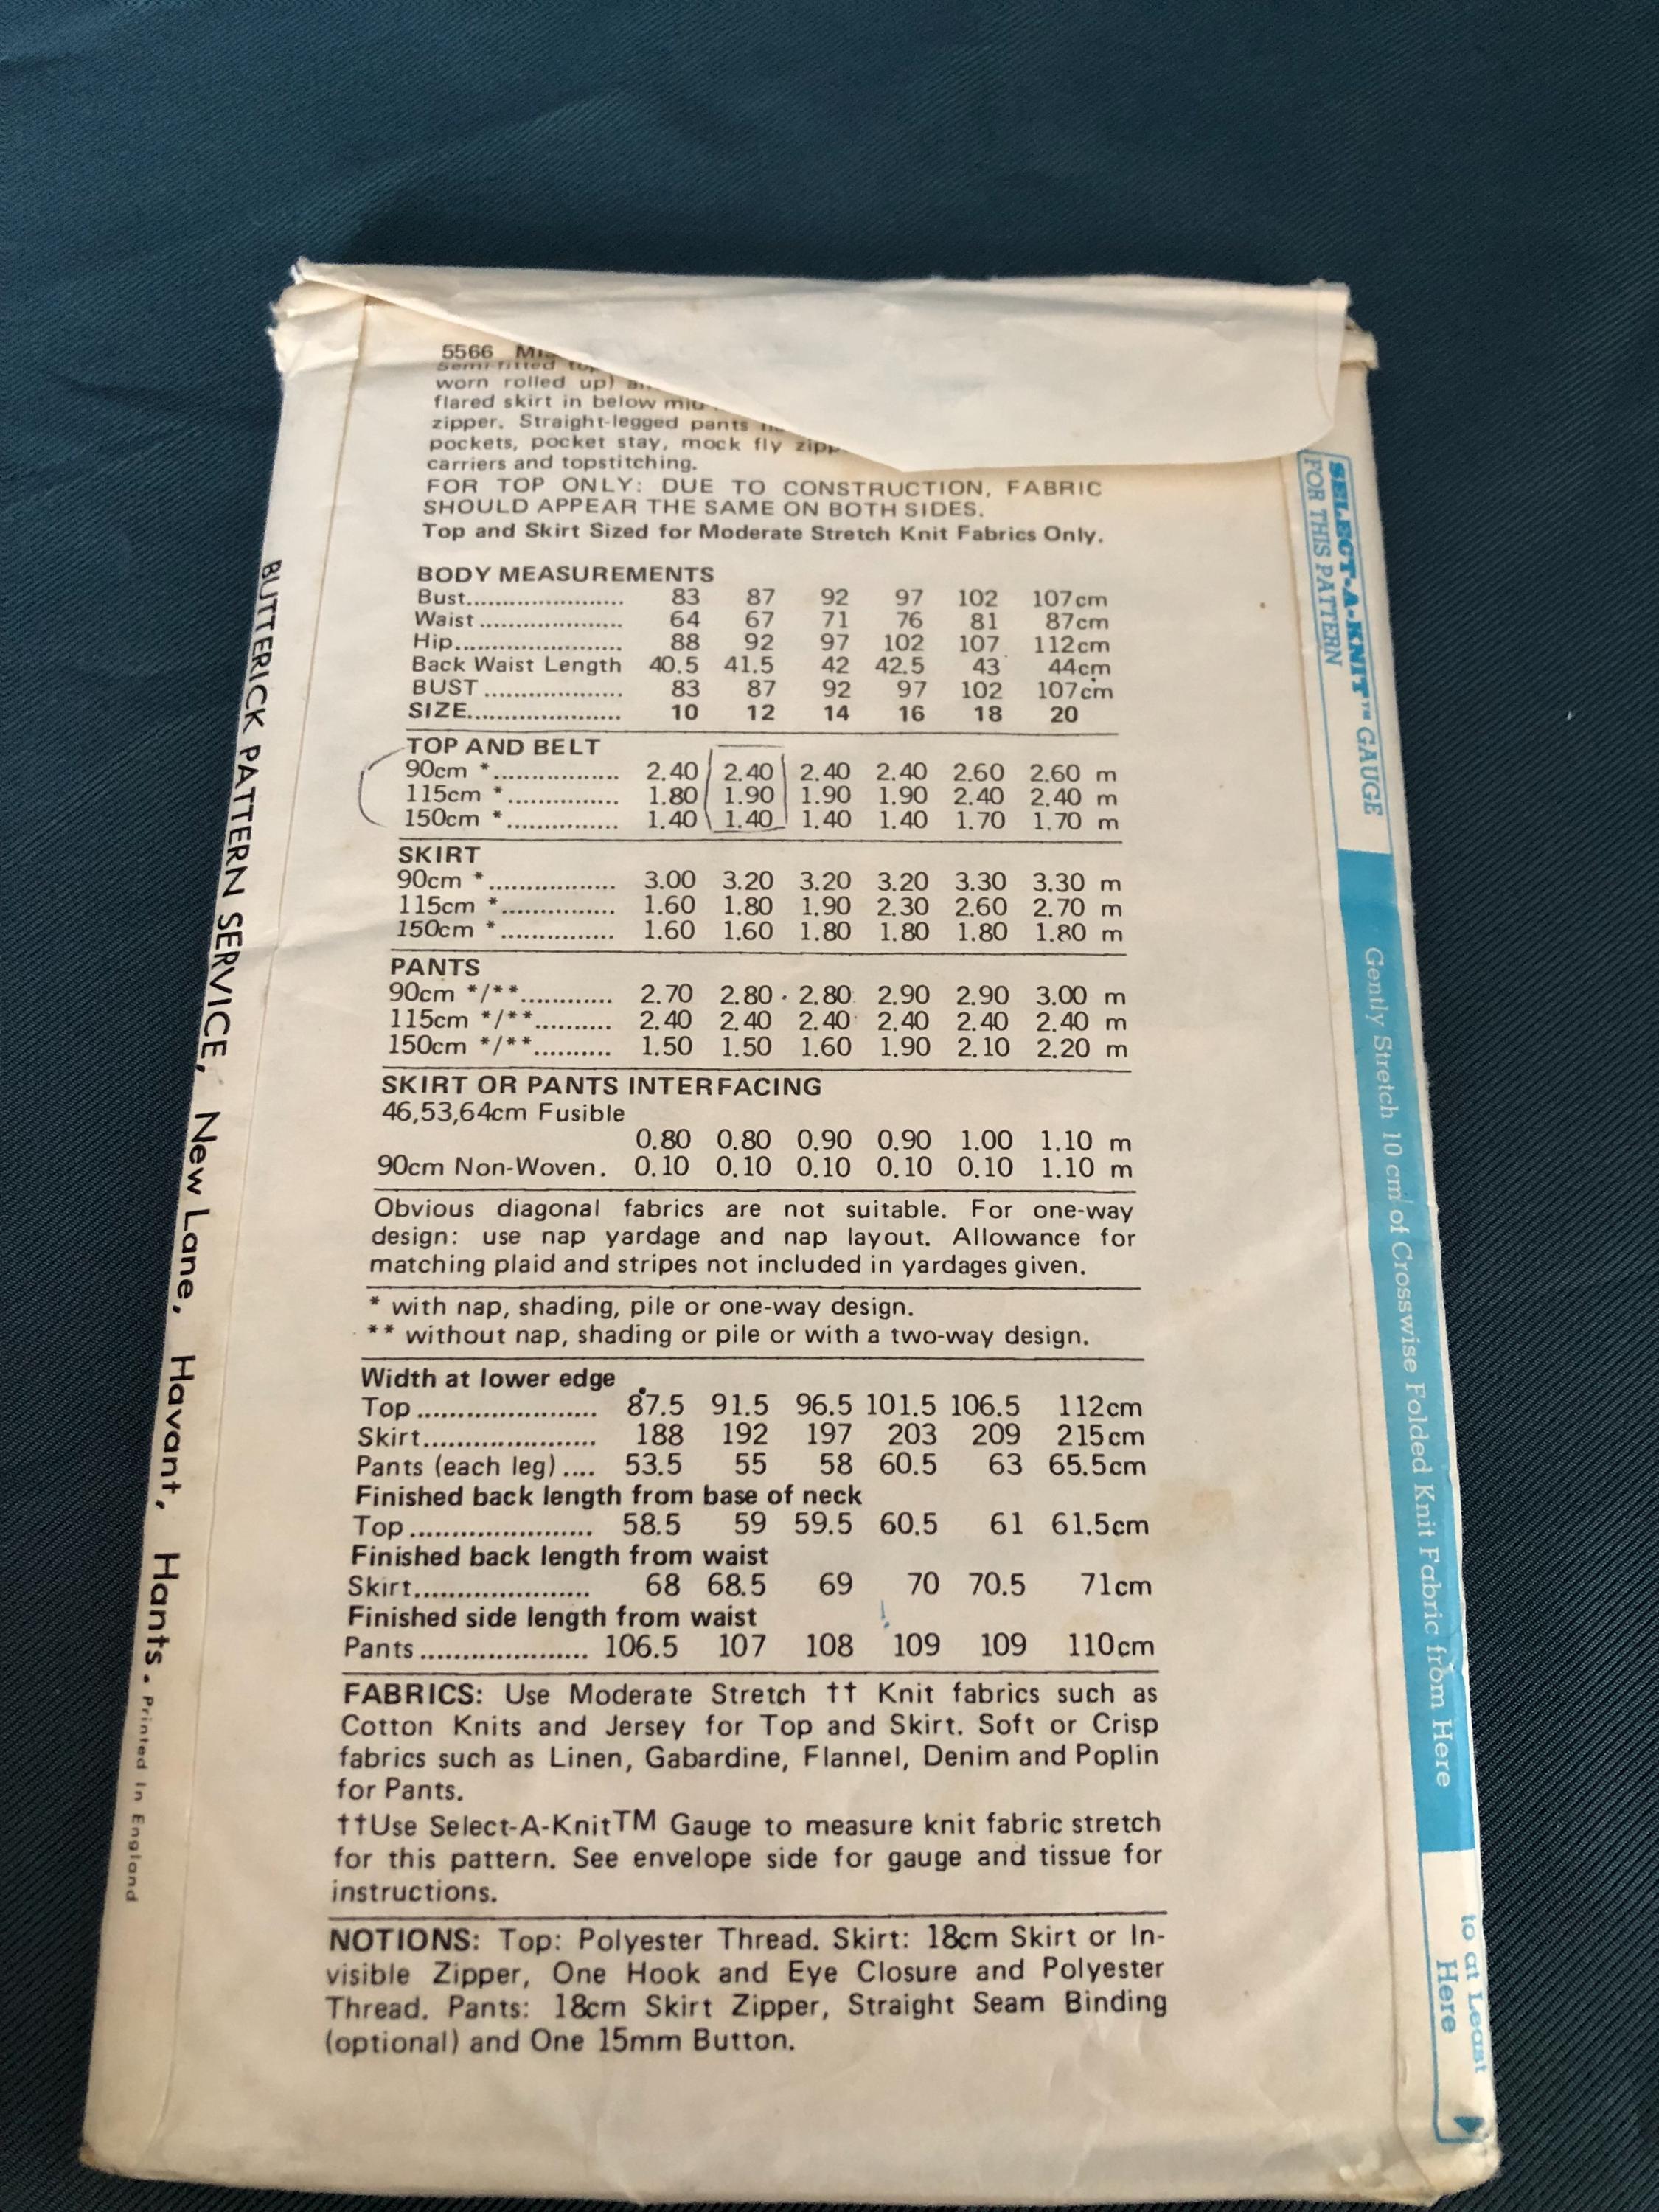 5566
Semi-fitted
worn rolled up)
flared skirt in below
zipper. Straight-legged pants
pockets, pocket stay, mock fly
carriers and topstitching.
FOR TOP ONLY: DUE TO CONSTRUCTION, FABRIC
SHOULD APPEAR THE SAME ON BOTH SIDES.
Top and Skirt Sized for Moderate Stretch Knit Fabrics Only.
BODY MEASUREMENTS
Bust...................... 83 87 92 97 102 107cm
Waist .................... 64 67 71 76 81 87cm
Hip........................ 88 92 97 102 107 112cm
Back Waist Length 40.5 41.5 42 42.5 43 44cm
BUST .................... 83 87 92 97 102 107cm
SIZE...................... 10 12 14 16 18 20
TOP AND BELT
90cm *................. 2.40 2.40 2.40 2.40 2.60 2.60 m
115cm *............... 1.80 1.90 1.90 1.90 2.40 2.40 m
150cm *............... 1.40 1.40 1.40 1.40 1.70 1.70 m
SKIRT
90cm *................. 3.00 3.20 3.20 3.20 3.30 3.30 m
115cm *............... 1.60 1.80 1.90 2.30 2.60 2.70 m
150cm *............... 1.60 1.60 1.80 1.80 1.80 1.80 m
PANTS
90cm */**............ 2.70 2.80 2.80 2.90 2.90 3.00 m
115cm */**.......... 2.40 2.40 2.40 2.40 2.40 2.40 m
150cm */**.......... 1.50 1.50 1.60 1.90 2.10 2.20 m
SKIRT OR PANTS INTERFACING
46,53,64cm Fusible
0.80 0.80 0.90 0.90 1.00 1.10 m
90cm Non-Woven. 0.10 0.10 0.10 0.10 0.10 1.10 m
Obvious diagonal fabrics are not suitable. For one-way
design: use nap yardage and nap layout. Allowance for
matching plaid and stripes not included in yardages given.
* with nap, shading, pile or one-way design.
** without nap, shading or pile or with a two-way design.
Width at lower edge
Top ...................... 87.5 91.5 96.5 101.5 106.5 112cm
Skirt..................... 188 192 197 203 209 215cm
Pants (each leg) .... 53.5 55 58 60.5 63 65.5cm
Finished back length from base of neck
Top ...................... 58.5 59 59.5 60.5 61 61.5cm
Finished back length from waist
Skirt..................... 68 68.5 69 70 70.5 71cm
Finished side length from waist
Pants .................... 106.5 107 108 109 109 110cm
FABRICS: Use Moderate Stretch †† Knit fabrics such as
Cotton Knits and Jersey for Top and Skirt. Soft or Crisp
fabrics such as Linen, Gabardine, Flannel, Denim and Poplin
for Pants.
††Use Select-A-Knit™ Gauge to measure knit fabric stretch
for this pattern. See envelope side for gauge and tissue for
instructions.
NOTIONS: Top: Polyester Thread. Skirt: 18cm Skirt or In-
visible Zipper, One Hook and Eye Closure and Polyester
Thread. Pants: 18cm Skirt Zipper, Straight Seam Binding
(optional) and One 15mm Button.
BUTTERICK PATTERN SERVICE, New Lane, Havant, Hants. Printed In England
SELECT-A-KNIT™ GAUGE
FOR THIS PATTERN
Gently Stretch 10 cm of Crosswise Folded Knit Fabric from Here
to at Least
Here